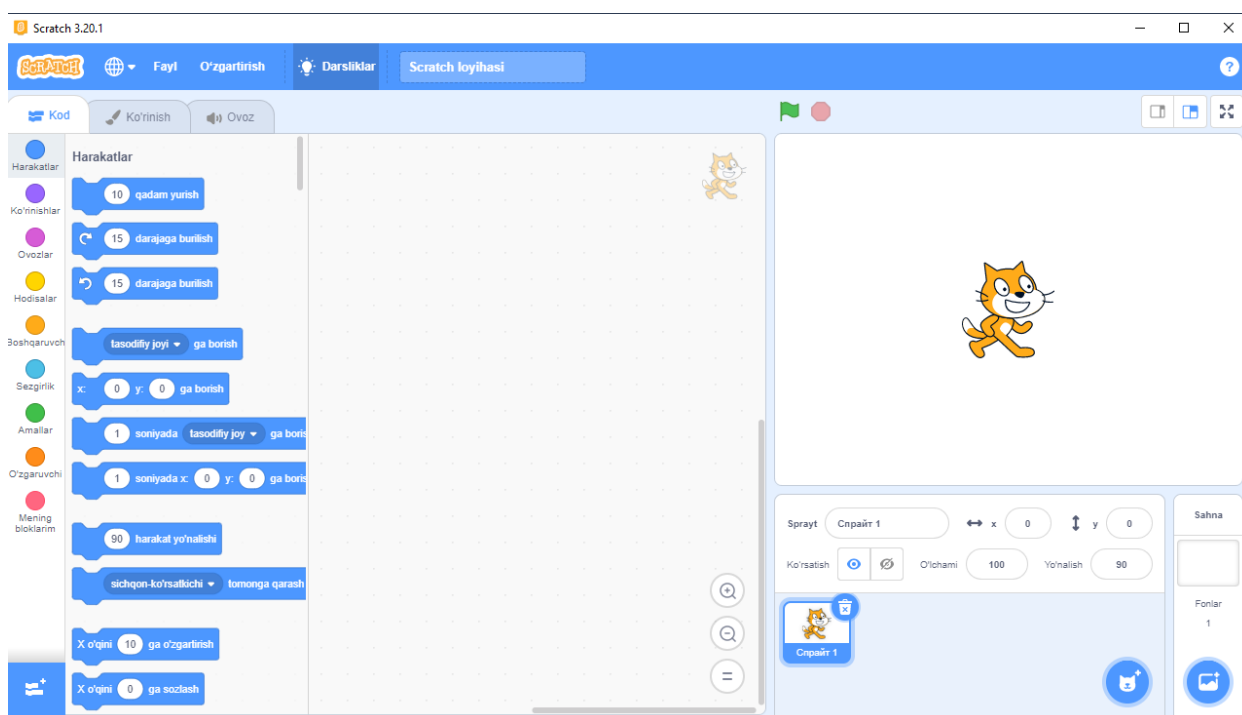 Scratch 3.20.1
SCRATCH Fayl O'zgartirish Darsliklar Scratch loyihasi ?
Kod Ko'rinish Ovoz
Harakatlar
Ko'rinishlar
Ovozlar
Hodisalar
Boshqaruvch
Sezgirlik
Amallar
O'zgaruvchi
Mening
bloklarim
Harakatlar
10 qadam yurish
15 darajaga burilish
15 darajaga burilish
tasodifiy joyi ga borish
x: 0 y: 0 ga borish
1 soniyada tasodifiy joy ga boris
1 soniyada x: 0 y: 0 ga boris
90 harakat yo'nalishi
sichqon-ko'rsatkichi tomonga qarash
X o'qini 10 ga o'zgartirish
X o'qini 0 ga sozlash
Sprayt Спрайт 1 x 0 y 0
Ko'rsatish O'lchami 100 Yo'nalish 90
Спрайт 1
Sahna
Fonlar
1